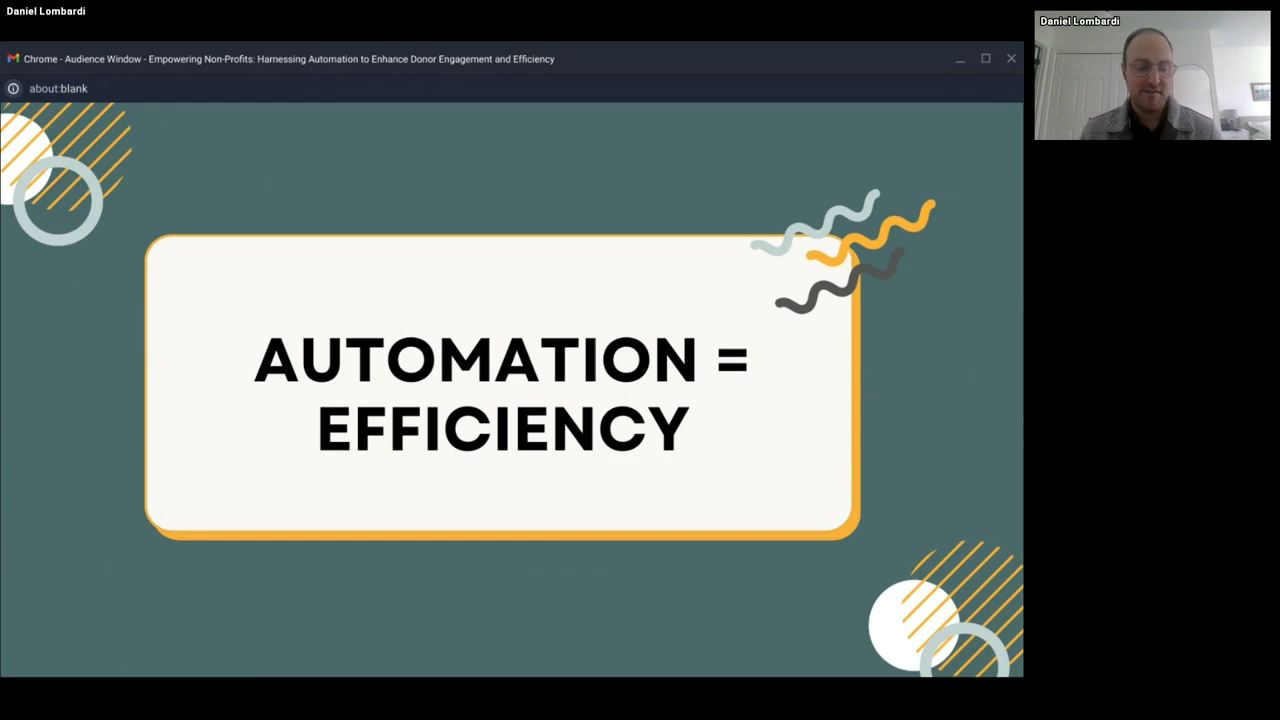 Daniel Lombardi
Daniel Lombardi
Chrome - Audience Window - Empowering Non-Profits: Harnessing Automation to Enhance Donor Engagement and Efficiency
about:blank
AUTOMATION =
EFFICIENCY